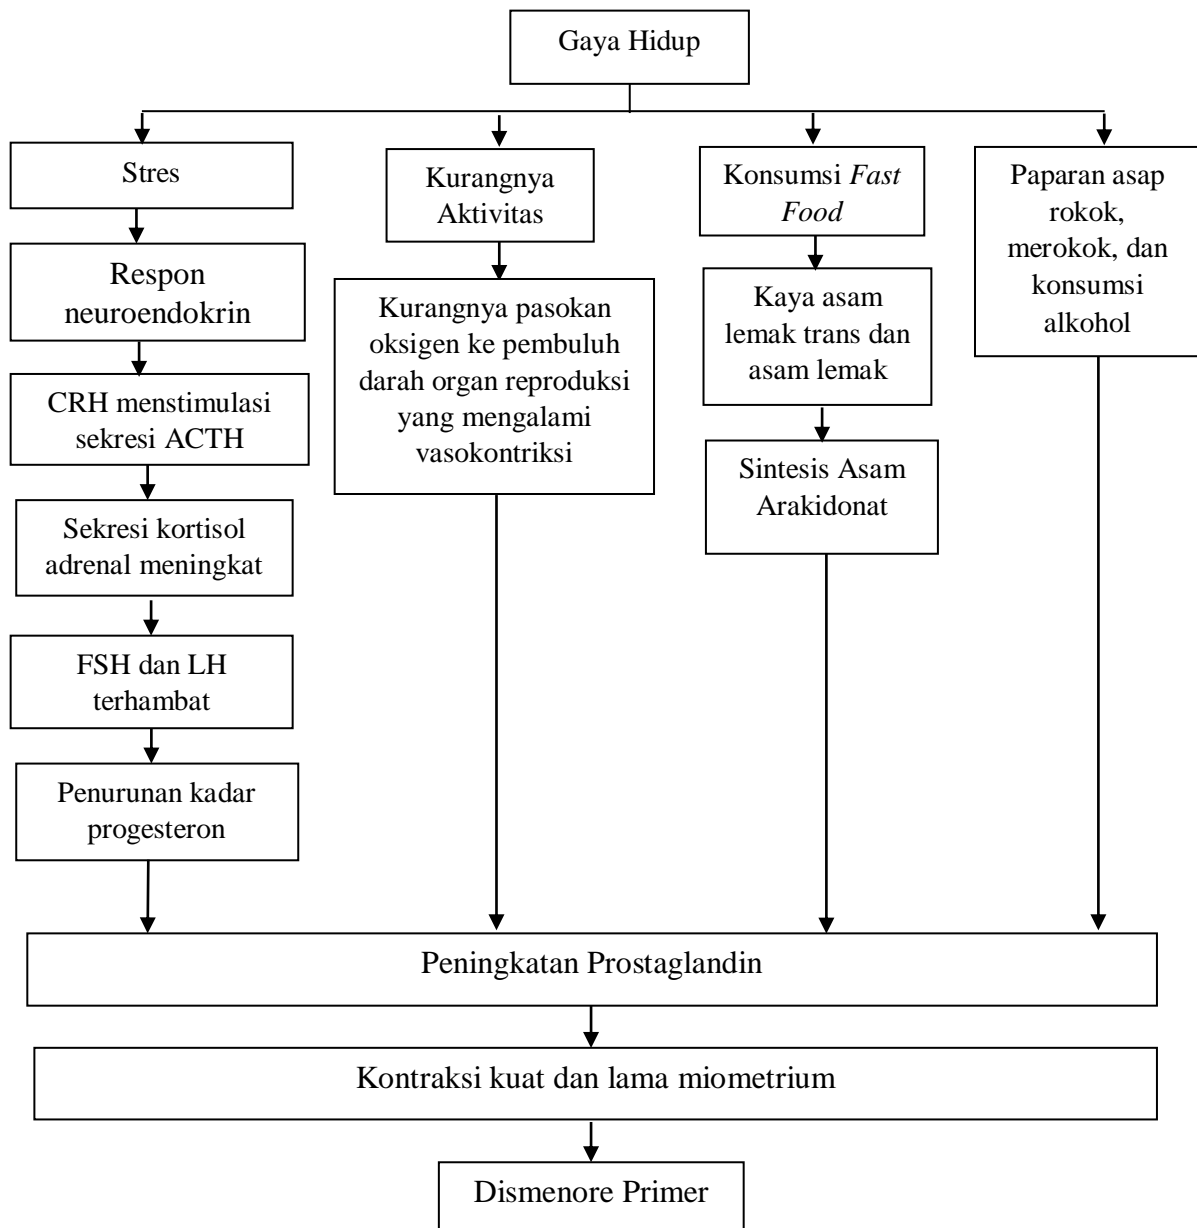 Gaya Hidup
Stres
Kurangnya
Aktivitas
Konsumsi Fast
Food
Paparan asap
rokok,
merokok, dan
konsumsi
alkohol
Respon
neuroendokrin
Kurangnya pasokan
oksigen ke pembuluh
darah organ reproduksi
yang mengalami
vasokontriksi
Kaya asam
lemak trans dan
asam lemak
CRH menstimulasi
sekresi ACTH
Sintesis Asam
Arakidonat
Sekresi kortisol
adrenal meningkat
FSH dan LH
terhambat
Penurunan kadar
progesteron
Peningkatan Prostaglandin
Kontraksi kuat dan lama miometrium
Dismenore Primer